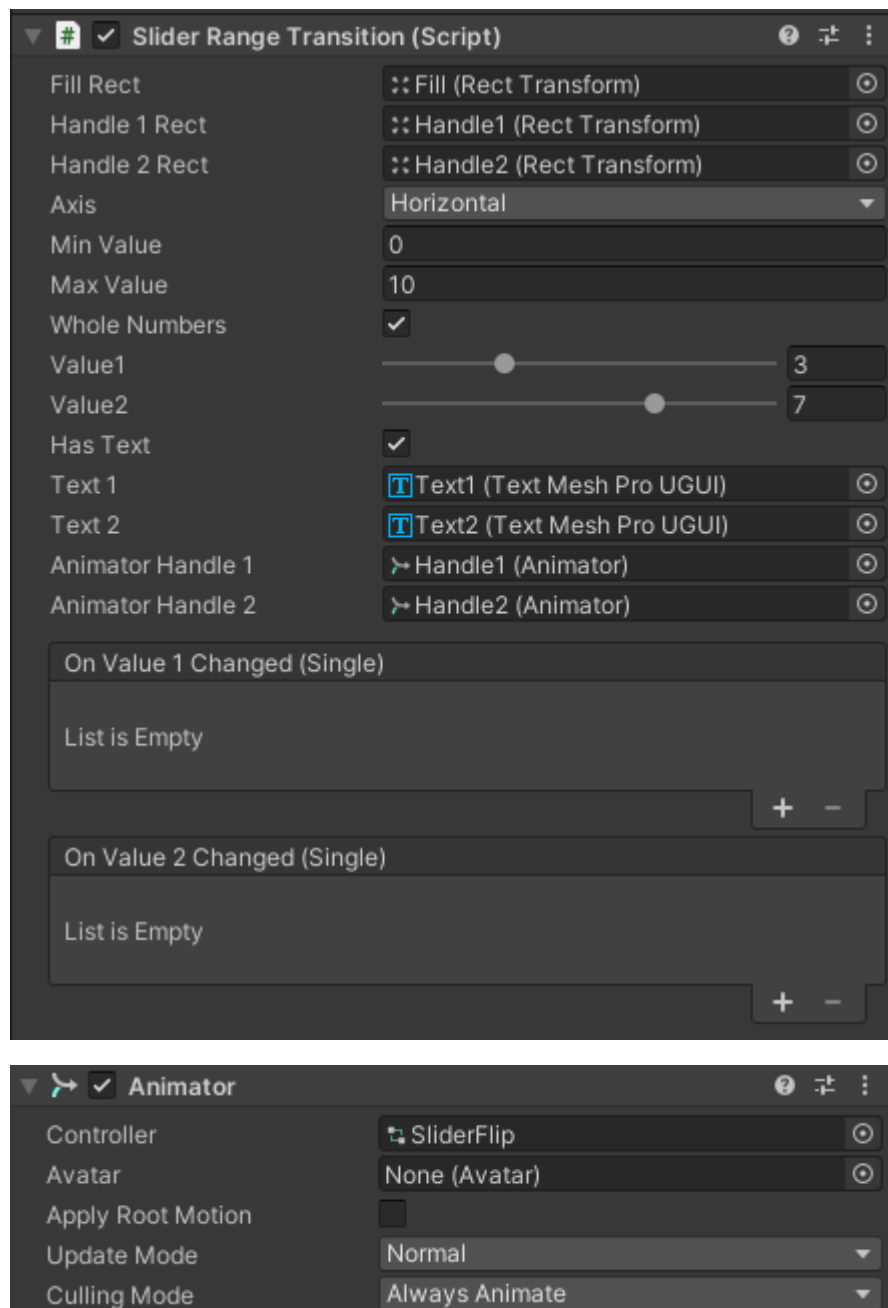 Slider Range Transition (Script)
Fill Rect Fill (Rect Transform)
Handle 1 Rect Handle1 (Rect Transform)
Handle 2 Rect Handle2 (Rect Transform)
Axis Horizontal
Min Value 0
Max Value 10
Whole Numbers
Value1 3
Value2 7
Has Text
Text 1 Text1 (Text Mesh Pro UGUI)
Text 2 Text2 (Text Mesh Pro UGUI)
Animator Handle 1 Handle1 (Animator)
Animator Handle 2 Handle2 (Animator)
On Value 1 Changed (Single)
List is Empty
On Value 2 Changed (Single)
List is Empty
Animator
Controller SliderFlip
Avatar None (Avatar)
Apply Root Motion
Update Mode Normal
Culling Mode Always Animate